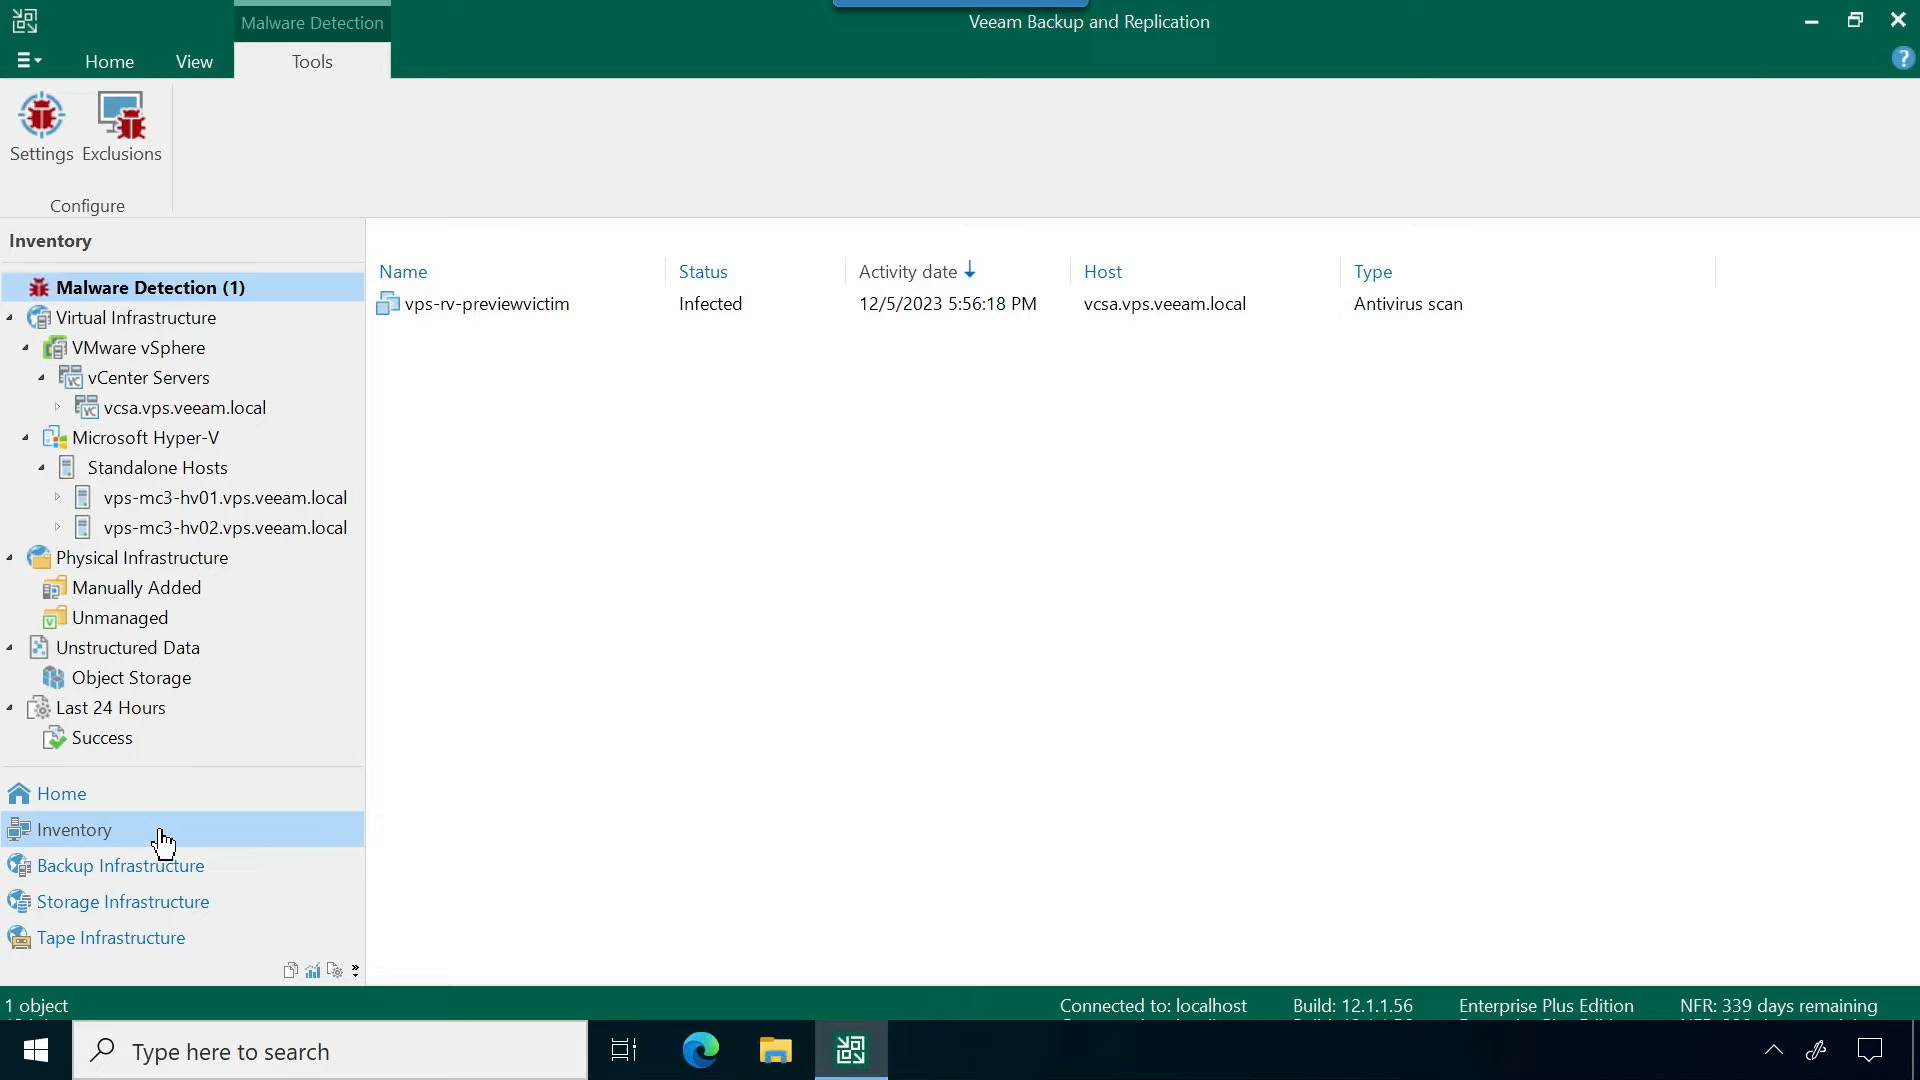 Malware Detection
Veeam Backup and Replication
Home
View
Tools
?
Settings
Exclusions
Configure
Inventory
Malware Detection (1)
Virtual Infrastructure
VMware vSphere
vCenter Servers
vcsa.vps.veeam.local
Microsoft Hyper-V
Standalone Hosts
vps-mc3-hv01.vps.veeam.local
vps-mc3-hv02.vps.veeam.local
Physical Infrastructure
Manually Added
Unmanaged
Unstructured Data
Object Storage
Last 24 Hours
Success
Home
Inventory
Backup Infrastructure
Storage Infrastructure
Tape Infrastructure
Name Status Activity date Host Type
vps-rv-previewvictim Infected 12/5/2023 5:56:18 PM vcsa.vps.veeam.local Antivirus scan
1 object
Connected to: localhost Build: 12.1.1.56 Enterprise Plus Edition NFR: 339 days remaining
Type here to search